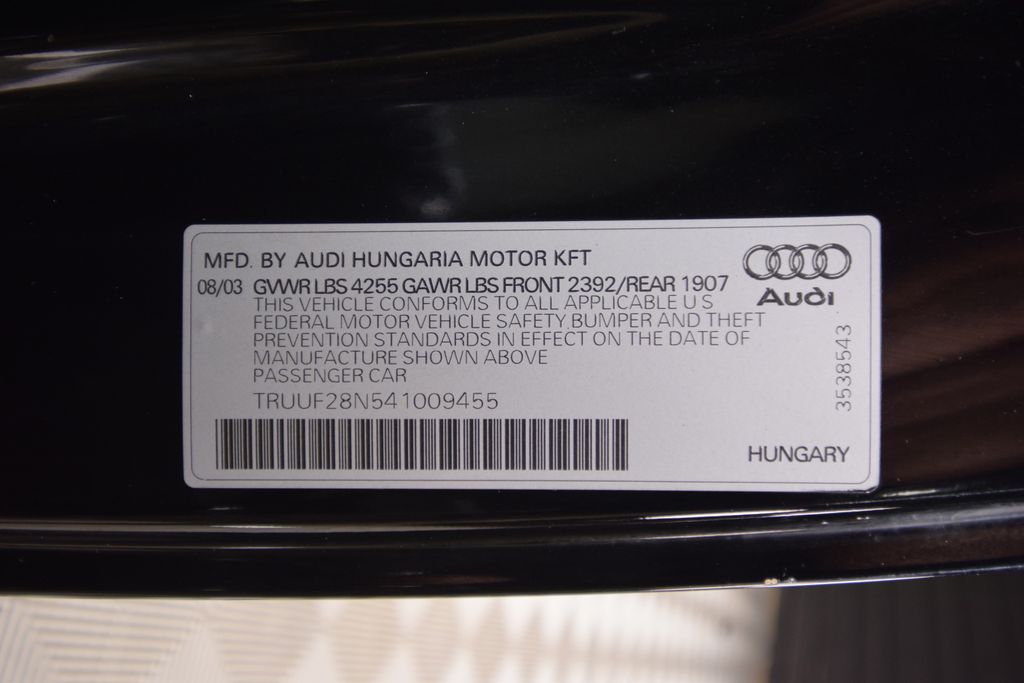 MFD. BY AUDI HUNGARIA MOTOR KFT
08/03 GVWR LBS 4255 GAWR LBS FRONT 2392/REAR 1907
THIS VEHICLE CONFORMS TO ALL APPLICABLE U S
FEDERAL MOTOR VEHICLE SAFETY, BUMPER AND THEFT
PREVENTION STANDARDS IN EFFECT ON THE DATE OF
MANUFACTURE SHOWN ABOVE
PASSENGER CAR
TRUUF28N541009455
Audi
3538543
HUNGARY